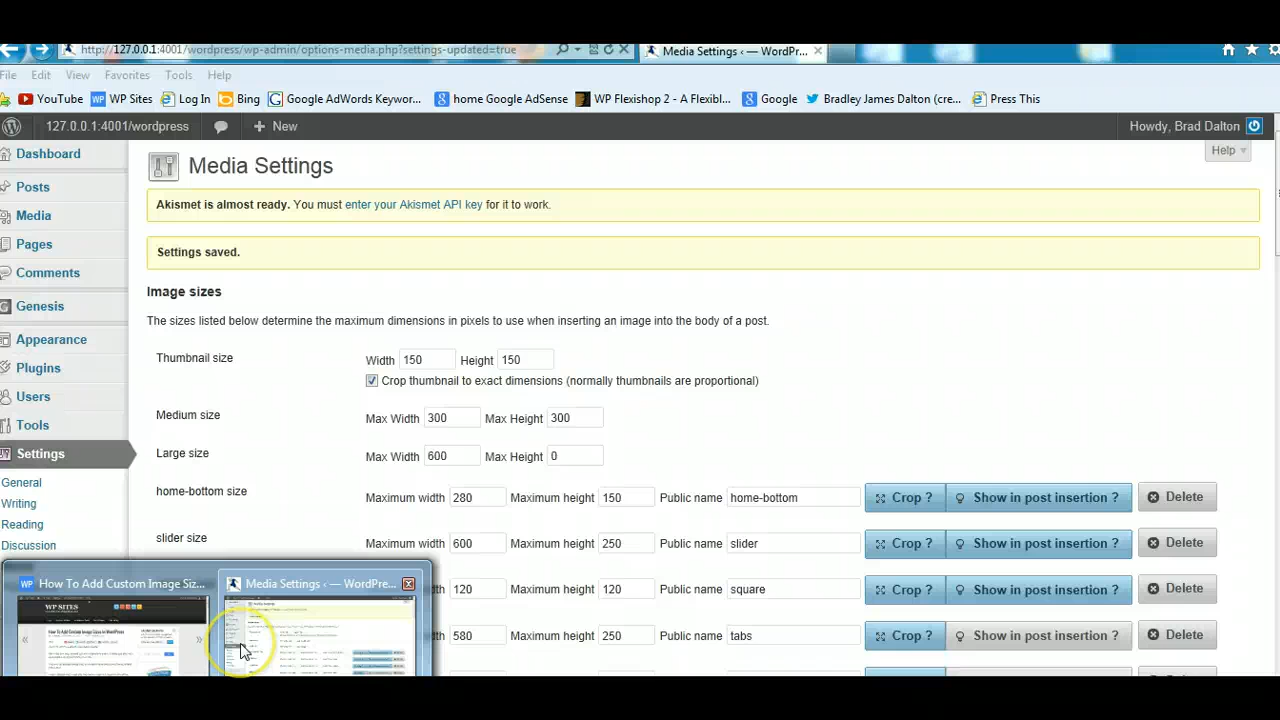 http://127.0.0.1:4001/wordpress/wp-admin/options-media.php?settings-updated=true
Media Settings ‹ — WordPr...
File Edit View Favorites Tools Help
YouTube WP Sites Log In Bing Google AdWords Keywor... home Google AdSense WP Flexishop 2 - A Flexibl... Google Bradley James Dalton (cre... Press This
127.0.0.1:4001/wordpress + New Howdy, Brad Dalton
Help
Dashboard
Posts
Media
Pages
Comments
Genesis
Appearance
Plugins
Users
Tools
Settings
General
Writing
Reading
Discussion
Media Settings
Akismet is almost ready. You must enter your Akismet API key for it to work.
Settings saved.
Image sizes
The sizes listed below determine the maximum dimensions in pixels to use when inserting an image into the body of a post.
Thumbnail size Width 150 Height 150
Crop thumbnail to exact dimensions (normally thumbnails are proportional)
Medium size Max Width 300 Max Height 300
Large size Max Width 600 Max Height 0
home-bottom size Maximum width 280 Maximum height 150 Public name home-bottom Crop ? Show in post insertion ? Delete
slider size Maximum width 600 Maximum height 250 Public name slider Crop ? Show in post insertion ? Delete
120 Maximum height 120 Public name square Crop ? Show in post insertion ? Delete
580 Maximum height 250 Public name tabs Crop ? Show in post insertion ? Delete
How To Add Custom Image Siz... Media Settings ‹ — WordPre...
WP SITES
How To Add Custom Image Sizes In WordPress